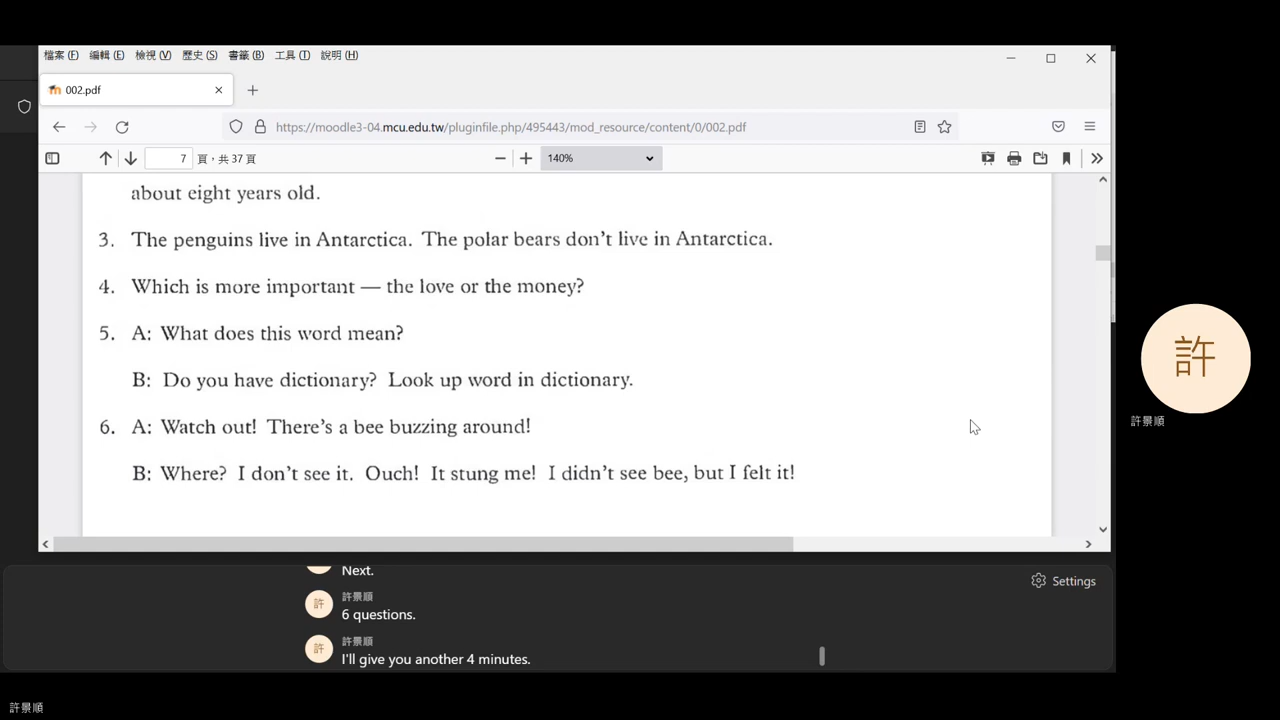 檔案 (F) 編輯 (E) 檢視 (V) 歷史 (S) 書籤 (B) 工具 (T) 說明 (H)
002.pdf
https://moodle3-04.mcu.edu.tw/pluginfile.php/495443/mod_resource/content/0/002.pdf
7 頁，共 37 頁 140%
about eight years old.
3. The penguins live in Antarctica. The polar bears don't live in Antarctica.
4. Which is more important — the love or the money?
5. A: What does this word mean?
B: Do you have dictionary? Look up word in dictionary.
6. A: Watch out! There's a bee buzzing around!
B: Where? I don't see it. Ouch! It stung me! I didn't see bee, but I felt it!
許
許景順
Next.
Settings
許 許景順
6 questions.
許 許景順
I'll give you another 4 minutes.
許景順